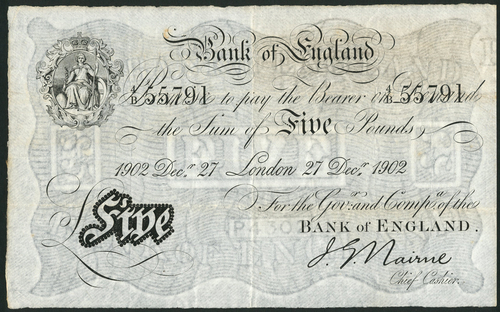 Bank of England
A/B 55791 A/B 55791
Promise to pay the Bearer on Demand
the Sum of Five Pounds
1902 Decr. 27 London 27 Decr. 1902
For the Govr. and Compa. of the
BANK OF ENGLAND.
£Five
J. G. Nairne
Chief Cashier.